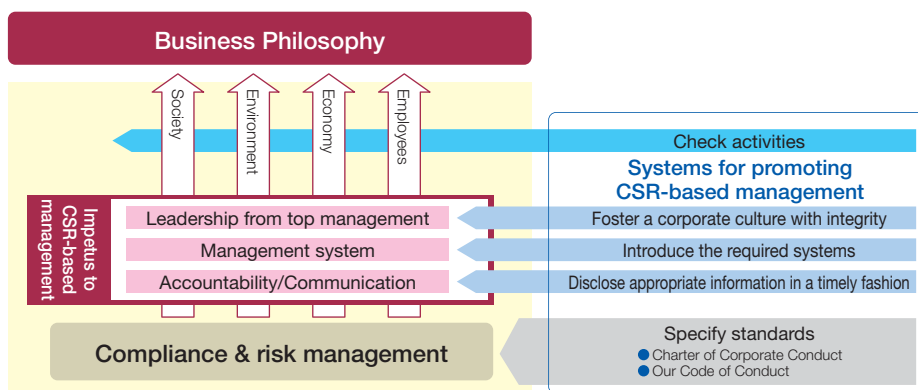 Business Philosophy
Society
Environment
Economy
Employees
Check activities
Systems for promoting
CSR-based management
Impetus to
CSR-based
management
Leadership from top management
Foster a corporate culture with integrity
Management system
Introduce the required systems
Accountability/Communication
Disclose appropriate information in a timely fashion
Compliance & risk management
Specify standards
● Charter of Corporate Conduct
● Our Code of Conduct